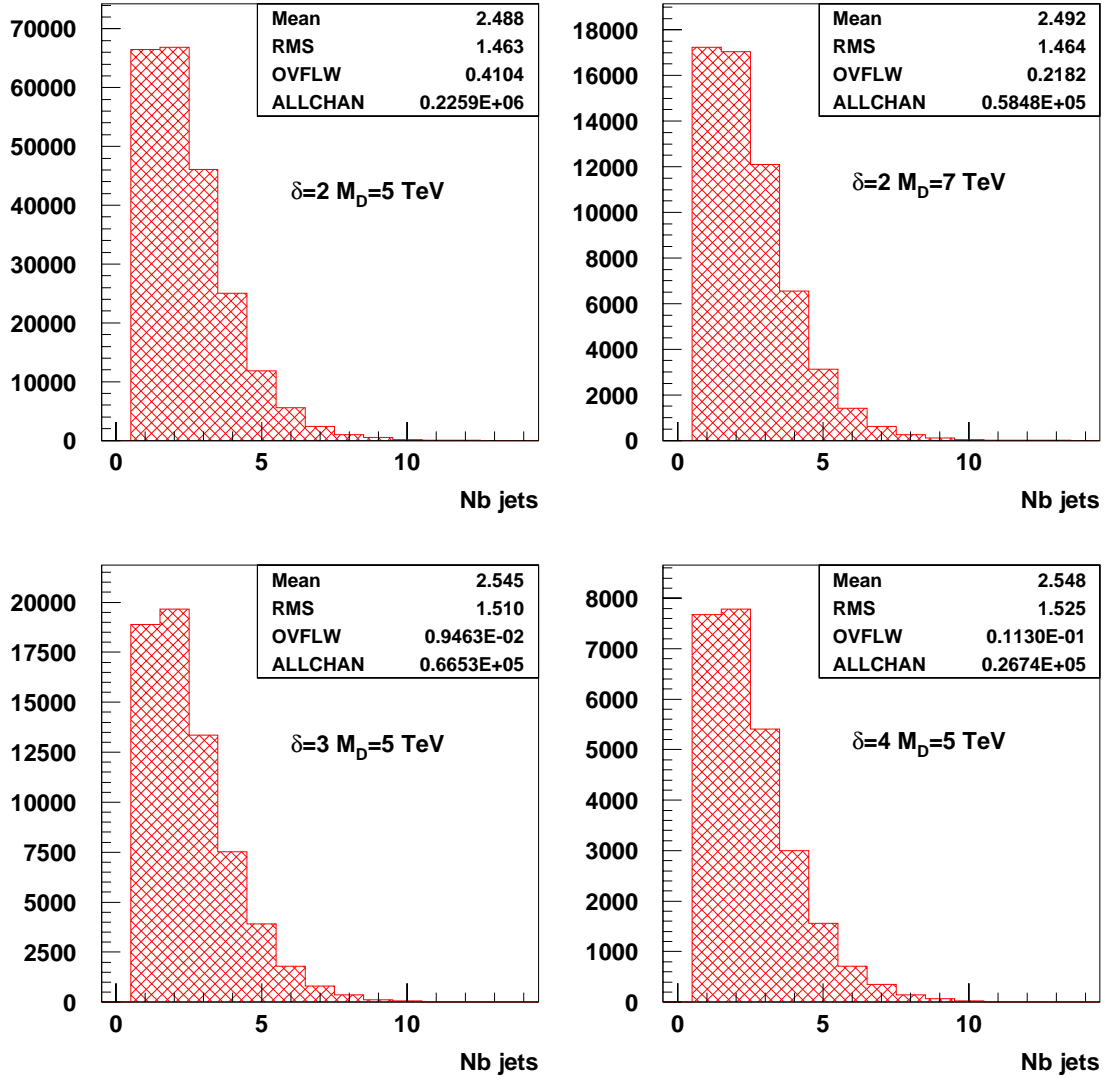 Mean 2.488
RMS 1.463
OVFLW 0.4104
ALLCHAN 0.2259E+06
δ=2 M_D=5 TeV
70000
60000
50000
40000
30000
20000
10000
0
0 5 10
Nb jets
Mean 2.492
RMS 1.464
OVFLW 0.2182
ALLCHAN 0.5848E+05
δ=2 M_D=7 TeV
18000
16000
14000
12000
10000
8000
6000
4000
2000
0
0 5 10
Nb jets
Mean 2.545
RMS 1.510
OVFLW 0.9463E-02
ALLCHAN 0.6653E+05
δ=3 M_D=5 TeV
20000
17500
15000
12500
10000
7500
5000
2500
0
0 5 10
Nb jets
Mean 2.548
RMS 1.525
OVFLW 0.1130E-01
ALLCHAN 0.2674E+05
δ=4 M_D=5 TeV
8000
7000
6000
5000
4000
3000
2000
1000
0
0 5 10
Nb jets